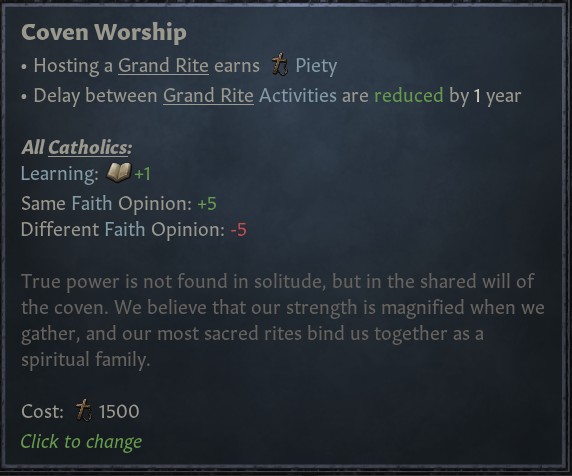 Coven Worship
• Hosting a Grand Rite earns Piety
• Delay between Grand Rite Activities are reduced by 1 year
All Catholics:
Learning: +1
Same Faith Opinion: +5
Different Faith Opinion: -5
True power is not found in solitude, but in the shared will of
the coven. We believe that our strength is magnified when we
gather, and our most sacred rites bind us together as a
spiritual family.
Cost: 1500
Click to change